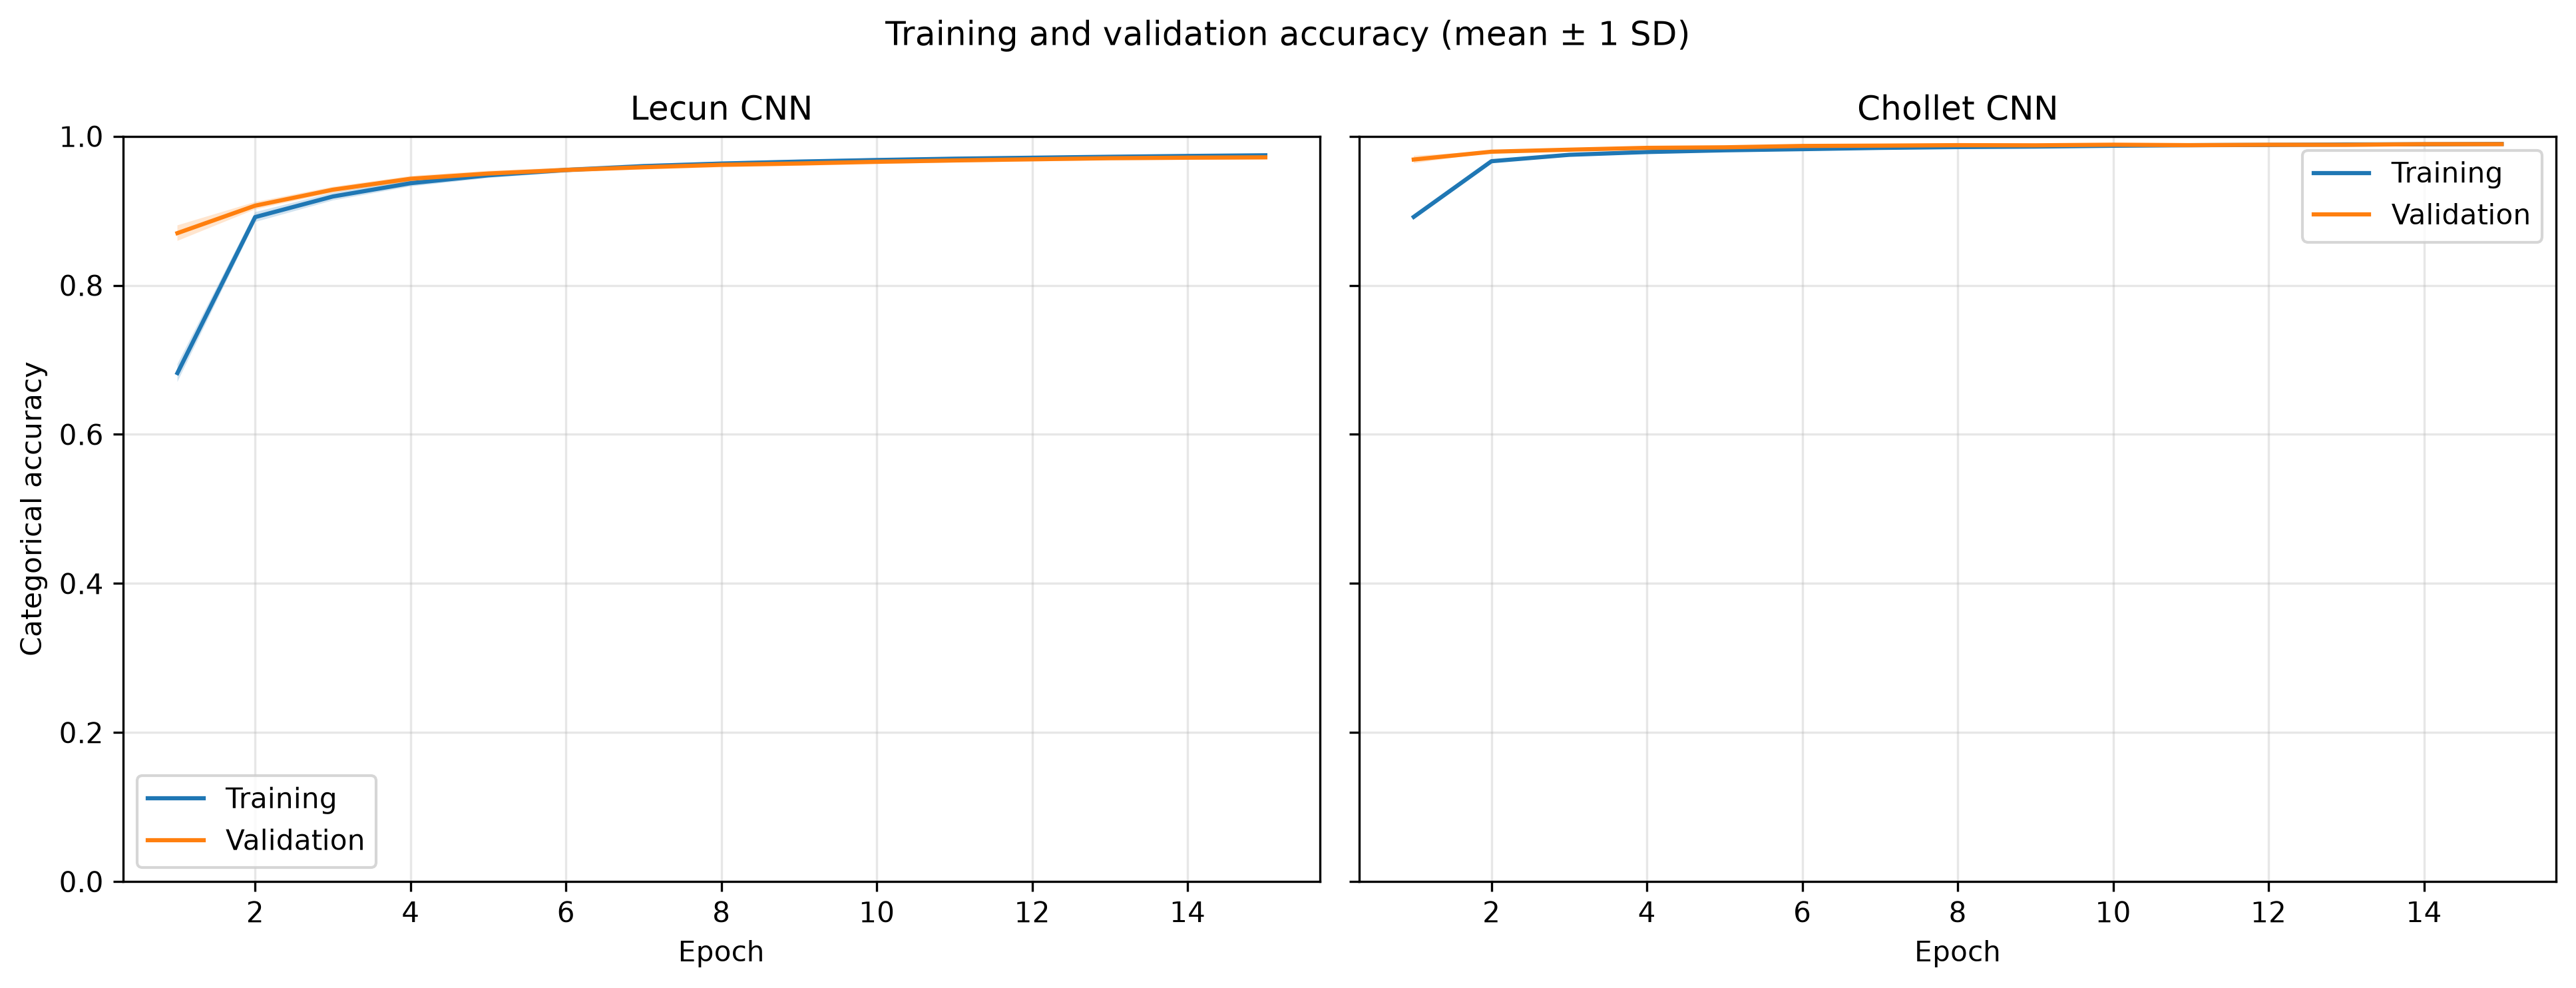 Training and validation accuracy (mean ± 1 SD)
Lecun CNN
Categorical accuracy
1.0
0.8
0.6
0.4
0.2
0.0
Training
Validation
2 4 6 8 10 12 14
Epoch
Chollet CNN
Training
Validation
2 4 6 8 10 12 14
Epoch